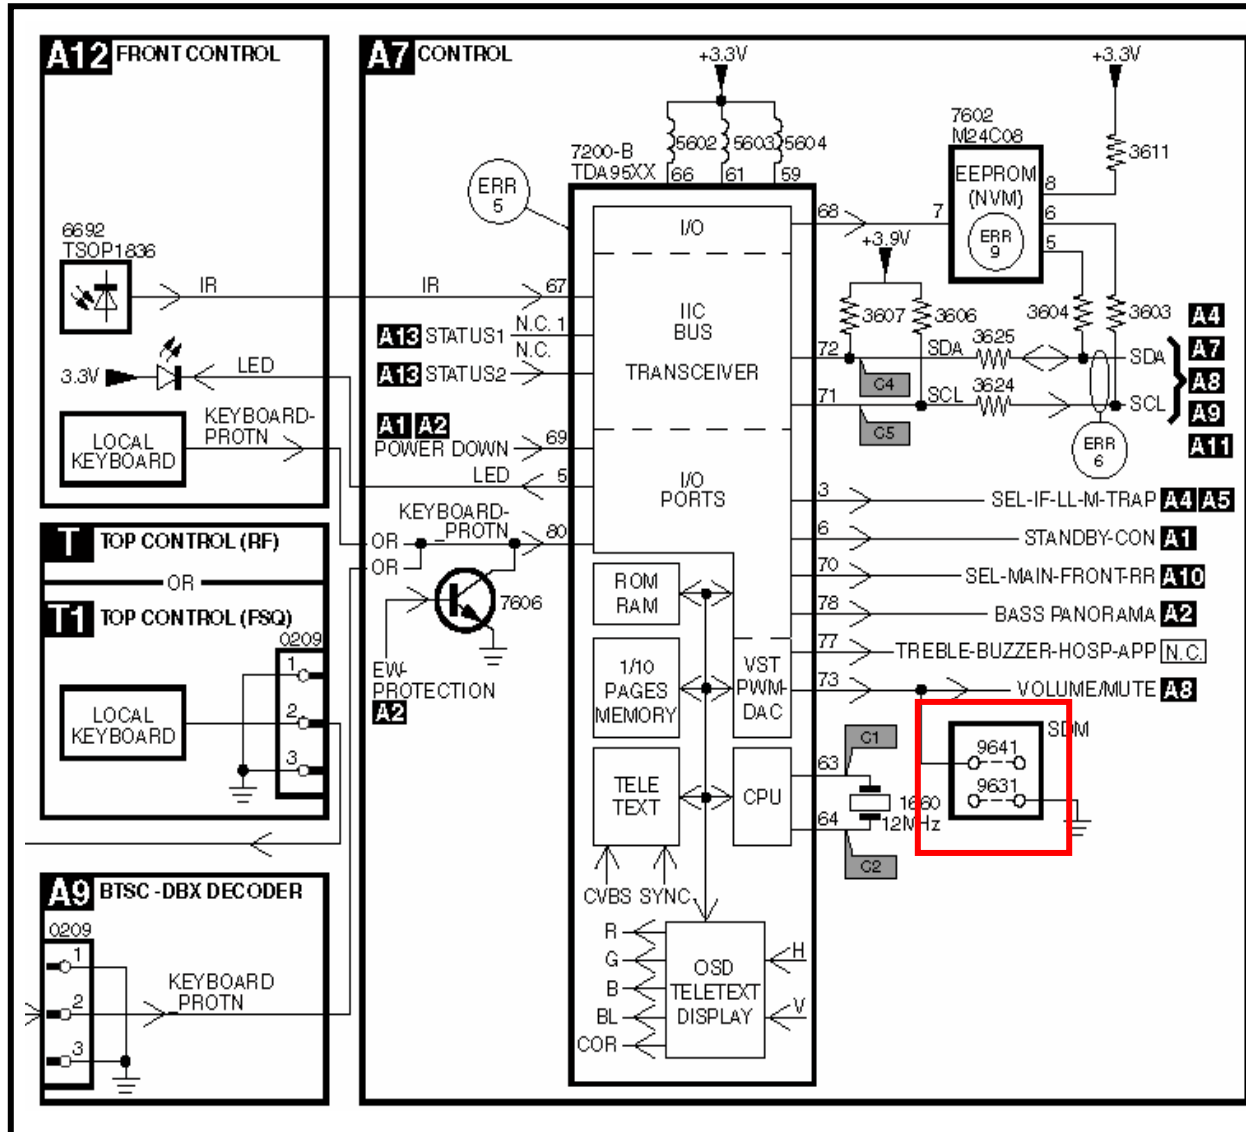 A12 FRONT CONTROL
6692
TSOP1836
IR
3.3V
LED
KEYBOARD-
PROTN
LOCAL
KEYBOARD
T TOP CONTROL (RF)
OR
T1 TOP CONTROL (FSQ)
0209
1
2
3
LOCAL
KEYBOARD
A9 BTSC-DBX DECODER
0209
1
2
3
KEYBOARD
_PROTN
A7 CONTROL
+3.3V
5602
5603
5604
7200-B
TDA95XX
66
61
59
ERR
5
IR
67
A13 STATUS1
N.C. 1
A13 STATUS2
N.C.
A1 A2
POWER DOWN
69
LED
5
KEYBOARD-
_PROTN
80
OR
OR
7606
EW-
PROTECTION
A2
I/O
IIC
BUS
TRANSCEIVER
I/O
PORTS
ROM
RAM
1/10
PAGES
MEMORY
VST
PWM-
DAC
TELE
TEXT
CPU
CVBS
SYNC
R
G
B
BL
COR
OSD
TELETEXT
DISPLAY
H
V
68
7
7602
M24C08
EEPROM
(NVM)
ERR
9
8
6
5
+3.3V
3611
+3.9V
3607
3606
3604
3603
72
SDA
3625
SDA
C4
71
SCL
3624
SCL
C5
ERR
6
A4
A7
A8
A9
A11
3
SEL-IF-LL-M-TRAP A4 A5
6
STANDBY-CON A1
70
SEL-MAIN-FRONT-RR A10
78
BASS PANORAMA A2
77
TREBLE-BUZZER-HOSP-APP N.C.
73
VOLUME/MUTE A8
63
C1
1660
12MHz
64
C2
SDM
9641
9631